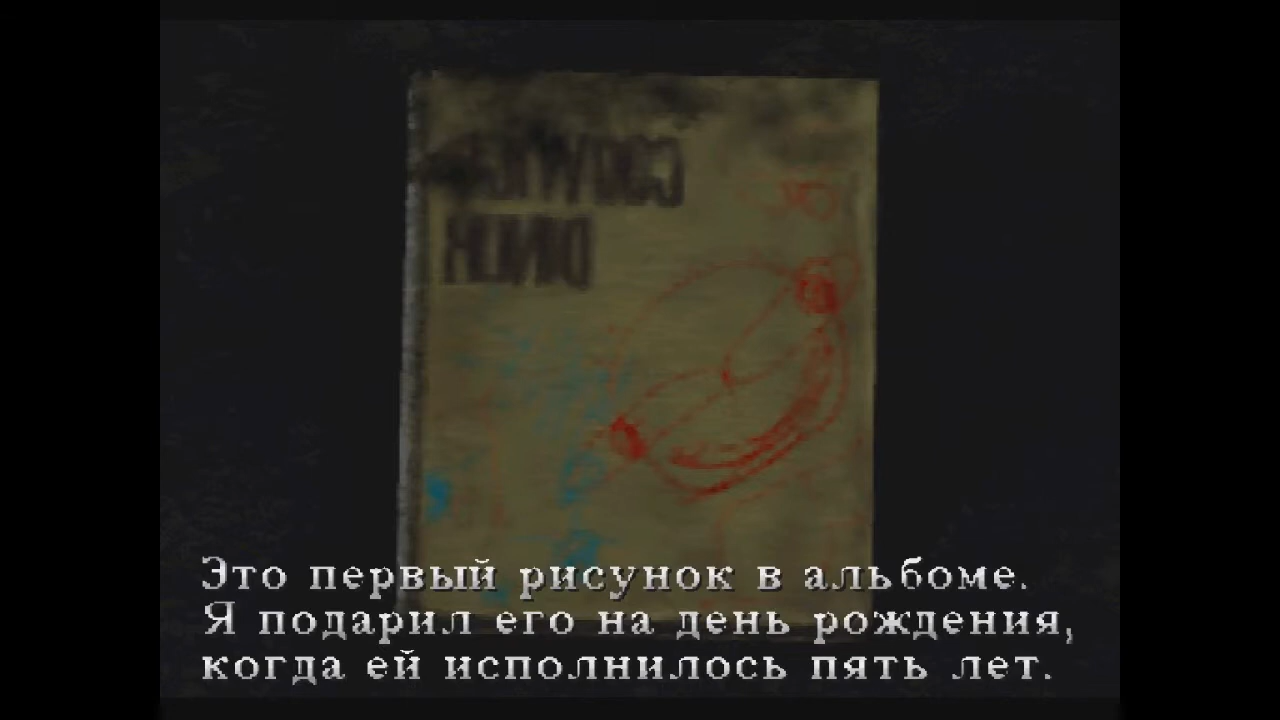 Это первый рисунок в альбоме.
Я подарил его на день рождения,
когда ей исполнилось пять лет.